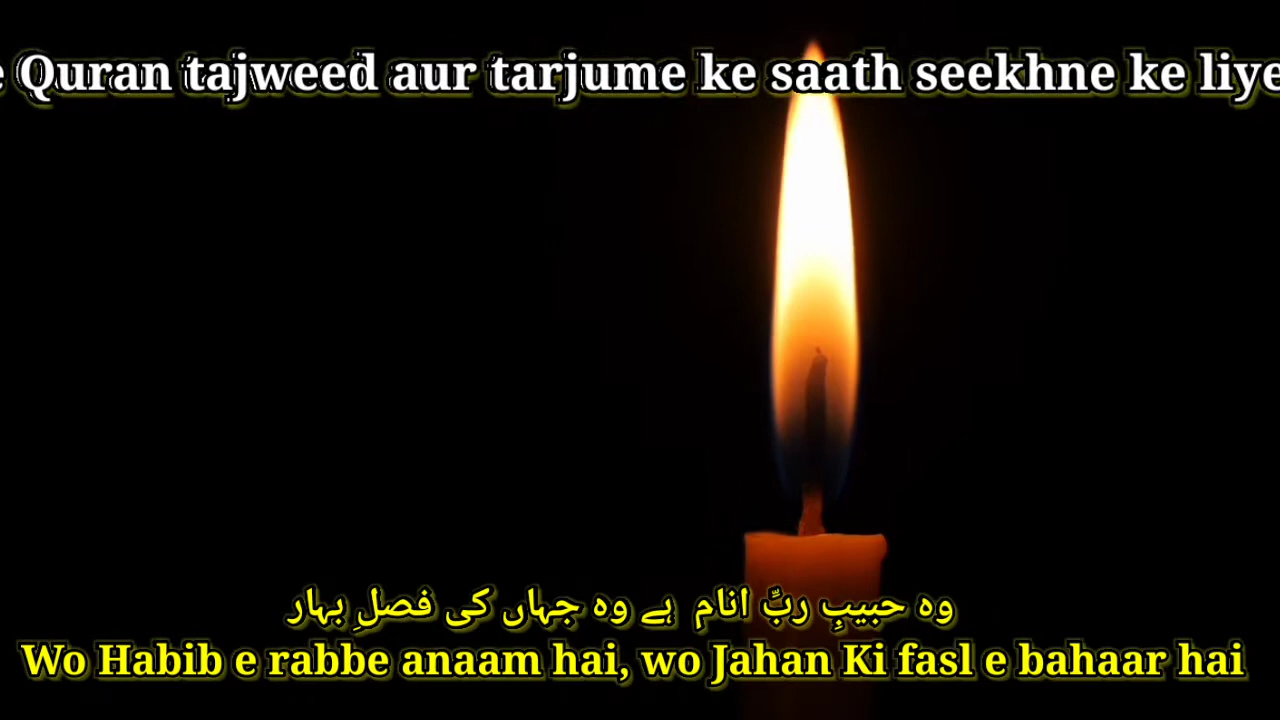 Quran tajweed aur tarjume ke saath seekhne ke liye
وہ حبیبِ ربِّ انام ہے وہ جہاں کی فصلِ بہار
Wo Habib e rabbe anaam hai, wo Jahan Ki fasl e bahaar hai